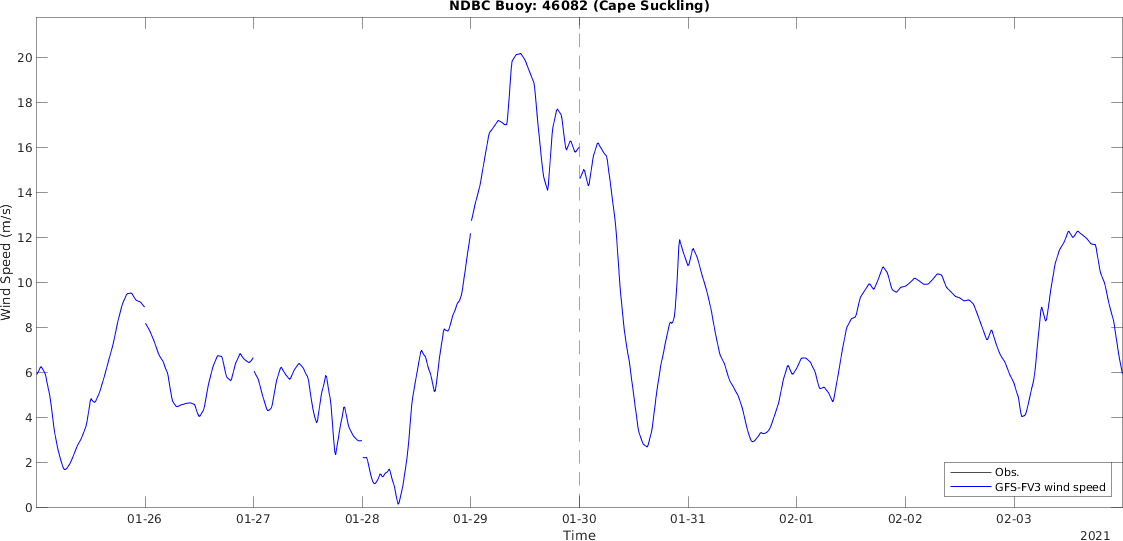 NDBC Buoy: 46082 (Cape Suckling)
Wind Speed (m/s)
20
18
16
14
12
10
8
6
4
2
0
Obs.
GFS-FV3 wind speed
01-26 01-27 01-28 01-29 01-30 01-31 02-01 02-02 02-03
Time
2021